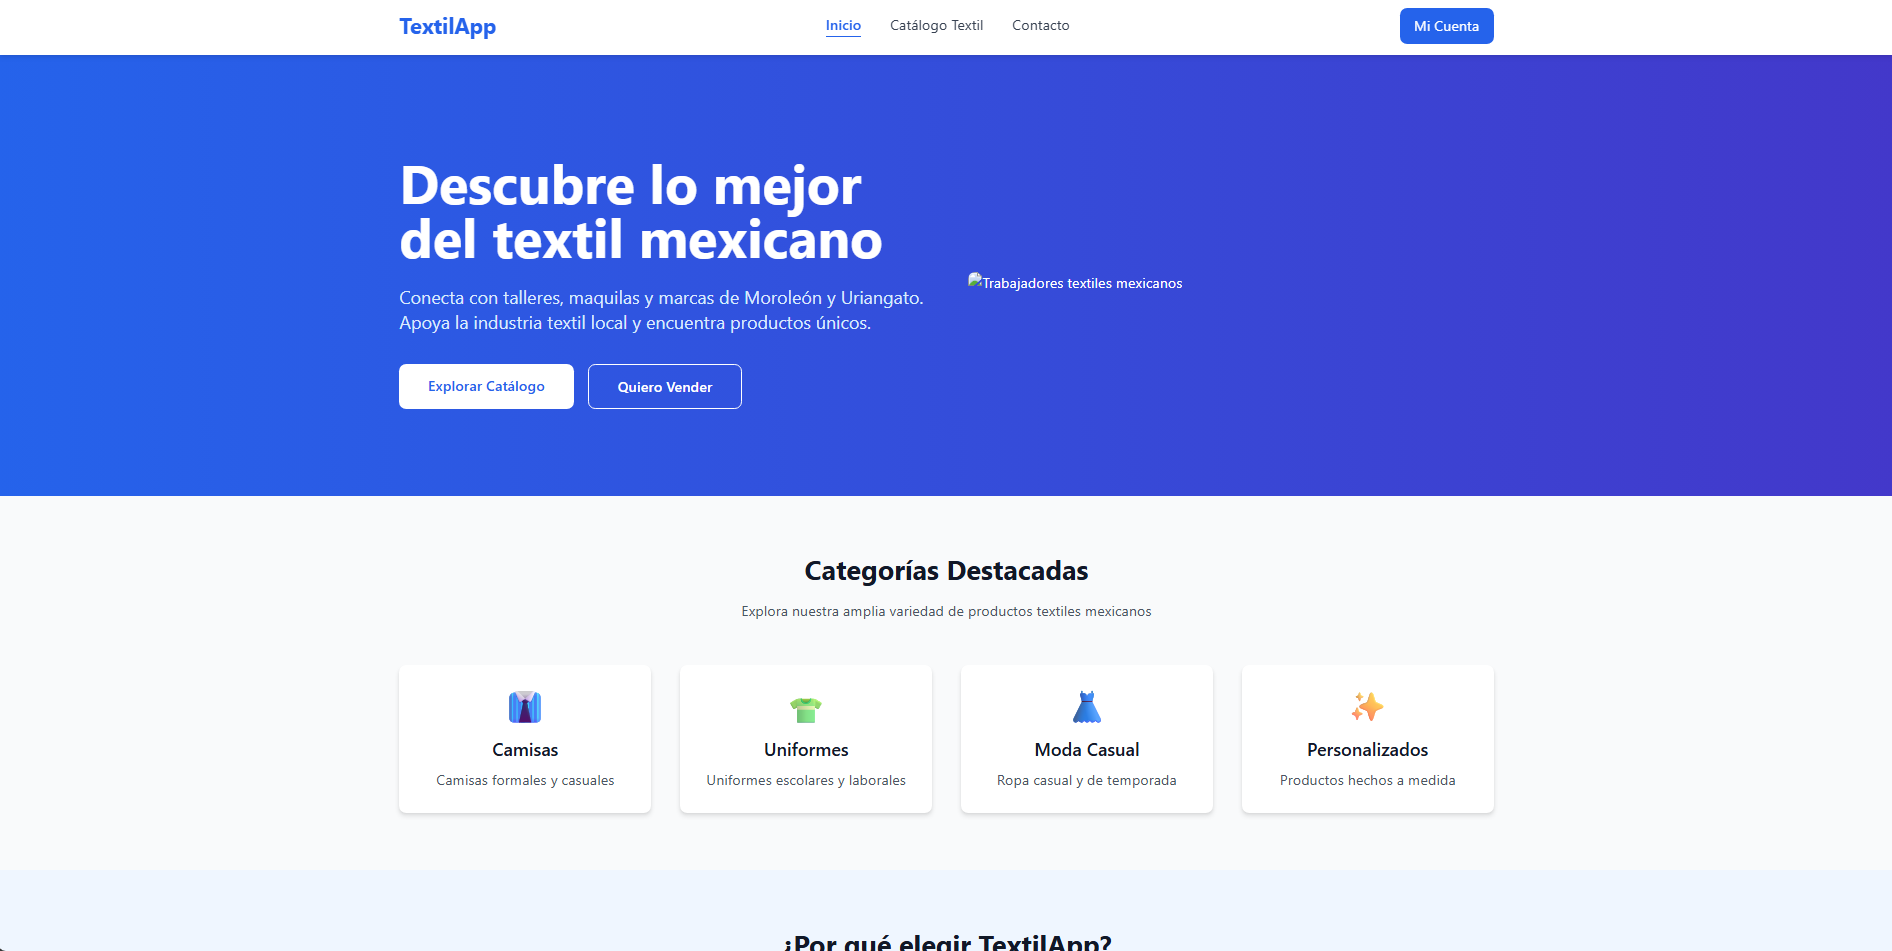 TextilApp
Inicio
Catálogo Textil
Contacto
Mi Cuenta
Descubre lo mejor
del textil mexicano
Conecta con talleres, maquilas y marcas de Moroleón y Uriangato.
Apoya la industria textil local y encuentra productos únicos.
Explorar Catálogo
Quiero Vender
Trabajadores textiles mexicanos
Categorías Destacadas
Explora nuestra amplia variedad de productos textiles mexicanos
Camisas
Camisas formales y casuales
Uniformes
Uniformes escolares y laborales
Moda Casual
Ropa casual y de temporada
Personalizados
Productos hechos a medida
¿Por qué elegir TextilApp?